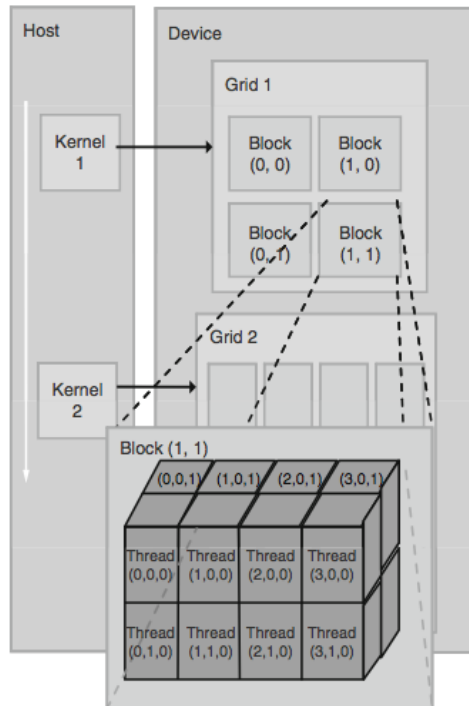 Host
Device
Grid 1
Kernel
1
Block
(0, 0)
Block
(1, 0)
Block
(0, 1)
Block
(1, 1)
Grid 2
Kernel
2
Block (1, 1)
(0,0,1)
(1,0,1)
(2,0,1)
(3,0,1)
Thread
(0,0,0)
Thread
(1,0,0)
Thread
(2,0,0)
Thread
(3,0,0)
Thread
(0,1,0)
Thread
(1,1,0)
Thread
(2,1,0)
Thread
(3,1,0)